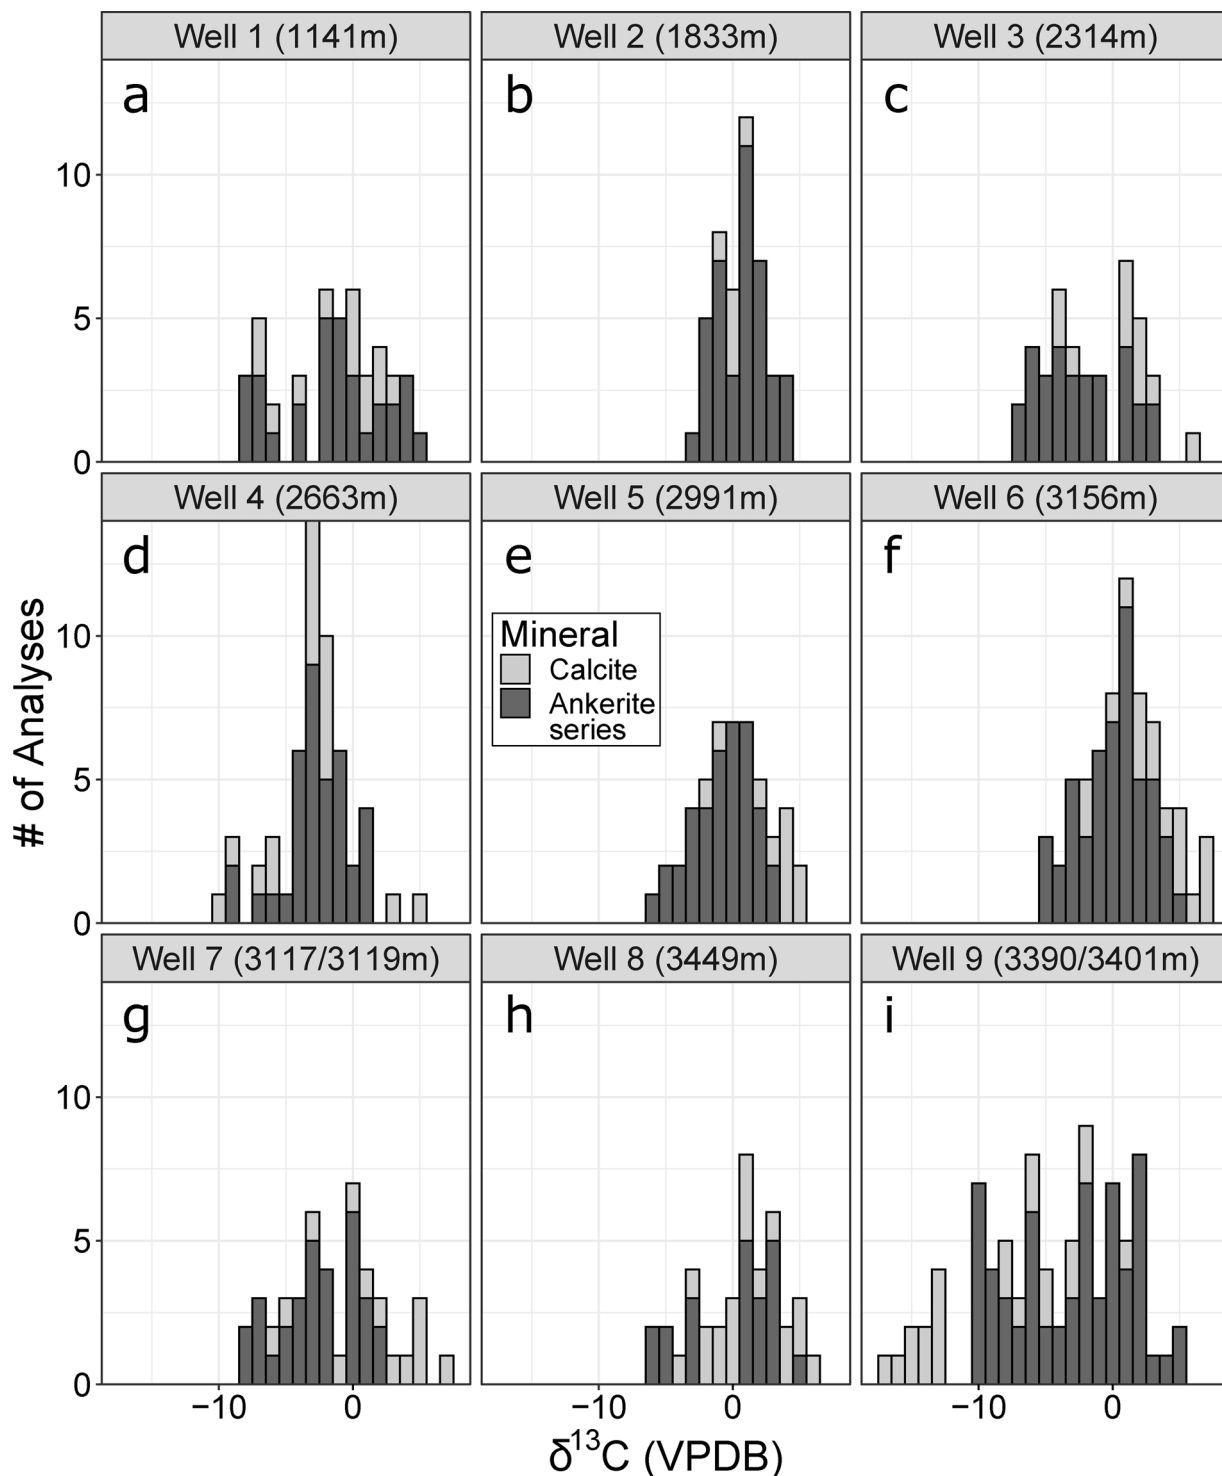 Well 1 (1141m)
Well 2 (1833m)
Well 3 (2314m)
a
b
c
10
5
0
Well 4 (2663m)
Well 5 (2991m)
Well 6 (3156m)
d
e
f
Mineral
Calcite
Ankerite
series
10
5
0
# of Analyses
Well 7 (3117/3119m)
Well 8 (3449m)
Well 9 (3390/3401m)
g
h
i
10
5
0
−10 0
−10 0
−10 0
δ¹³C (VPDB)